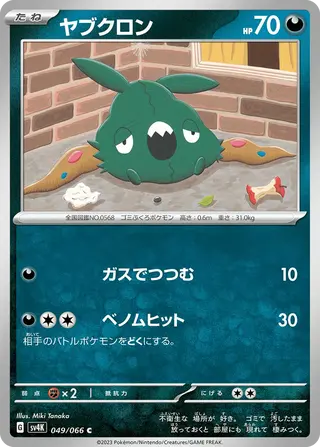 たね
ヤブクロン
HP70
全国図鑑NO.0568 ゴミぶくろポケモン 高さ:0.6m 重さ:31.0kg
ガスでつつむ 10
ベノムヒット 30
相手のバトルポケモンをどくにする。
弱点 ×2 抵抗力 にげる
Illus. Miki Tanaka
G SV4K 049/066 C
不衛生な場所が 好み。ゴミで 汚したまま
放っておくと 部屋にも 現れて 棲みつく。
©2023 Pokémon/Nintendo/Creatures/GAME FREAK.